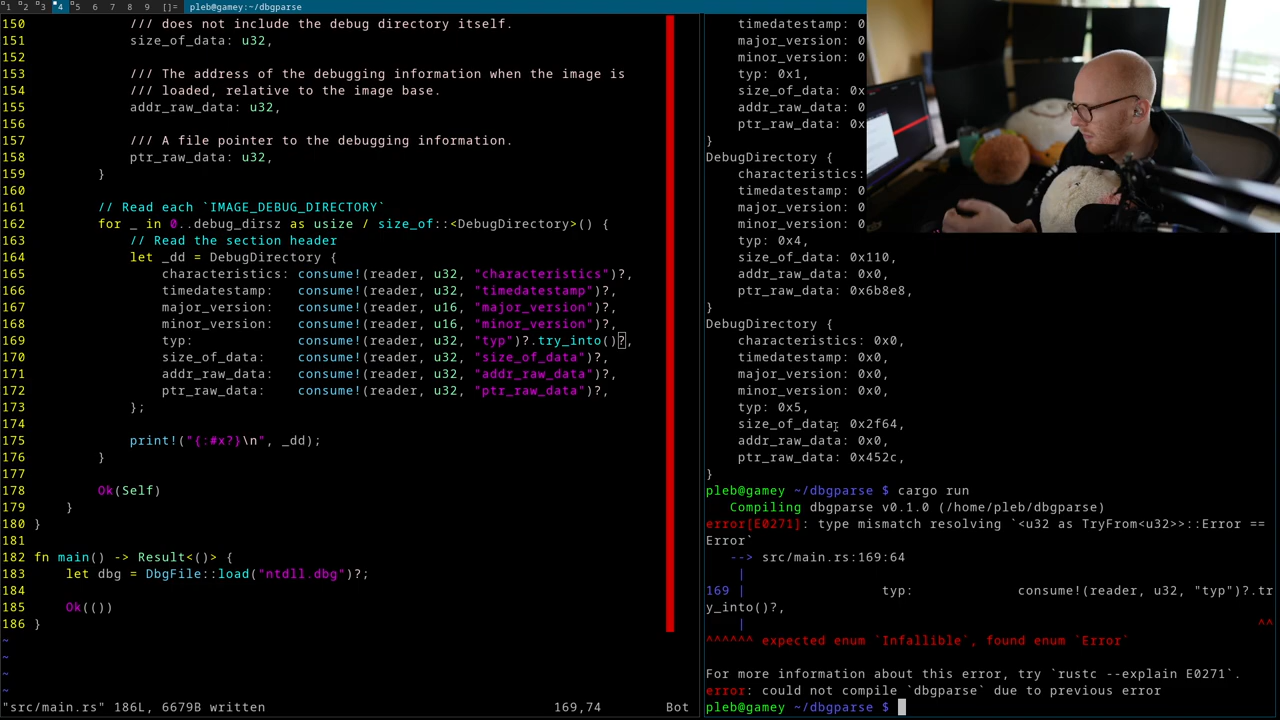 1 2 3 4 5 6 7 8 9 []= pleb@gamey:~/dbgparse
150 /// does not include the debug directory itself.
151 size_of_data: u32,
152
153 /// The address of the debugging information when the image is
154 /// loaded, relative to the image base.
155 addr_raw_data: u32,
156
157 /// A file pointer to the debugging information.
158 ptr_raw_data: u32,
159 }
160
161 // Read each `IMAGE_DEBUG_DIRECTORY`
162 for _ in 0..debug_dirsz as usize / size_of::<DebugDirectory>() {
163 // Read the section header
164 let _dd = DebugDirectory {
165 characteristics: consume!(reader, u32, "characteristics")?,
166 timedatestamp: consume!(reader, u32, "timedatestamp")?,
167 major_version: consume!(reader, u16, "major_version")?,
168 minor_version: consume!(reader, u16, "minor_version")?,
169 typ: consume!(reader, u32, "typ")?.try_into()?,
170 size_of_data: consume!(reader, u32, "size_of_data")?,
171 addr_raw_data: consume!(reader, u32, "addr_raw_data")?,
172 ptr_raw_data: consume!(reader, u32, "ptr_raw_data")?,
173 };
174
175 print!("{:#x?}\n", _dd);
176 }
177
178 Ok(Self)
179 }
180 }
181
182 fn main() -> Result<()> {
183 let dbg = DbgFile::load("ntdll.dbg")?;
184
185 Ok(())
186 }
~
~
~
~
"src/main.rs" 186L, 6679B written 169,74 Bot
timedatestamp: 0
major_version: 0
minor_version: 0
typ: 0x1,
size_of_data: 0x
addr_raw_data: 0x
ptr_raw_data: 0x
}
DebugDirectory {
characteristics:
timedatestamp: 0
major_version: 0
minor_version: 0
typ: 0x4,
size_of_data: 0x110,
addr_raw_data: 0x0,
ptr_raw_data: 0x6b8e8,
}
DebugDirectory {
characteristics: 0x0,
timedatestamp: 0x0,
major_version: 0x0,
minor_version: 0x0,
typ: 0x5,
size_of_data: 0x2f64,
addr_raw_data: 0x0,
ptr_raw_data: 0x452c,
}
pleb@gamey ~/dbgparse $ cargo run
Compiling dbgparse v0.1.0 (/home/pleb/dbgparse)
error[E0271]: type mismatch resolving `<u32 as TryFrom<u32>>::Error ==
Error`
--> src/main.rs:169:64
|
169 | typ: consume!(reader, u32, "typ")?.tr
y_into()?,
| ^^
^^^^^^ expected enum `Infallible`, found enum `Error`
For more information about this error, try `rustc --explain E0271`.
error: could not compile `dbgparse` due to previous error
pleb@gamey ~/dbgparse $